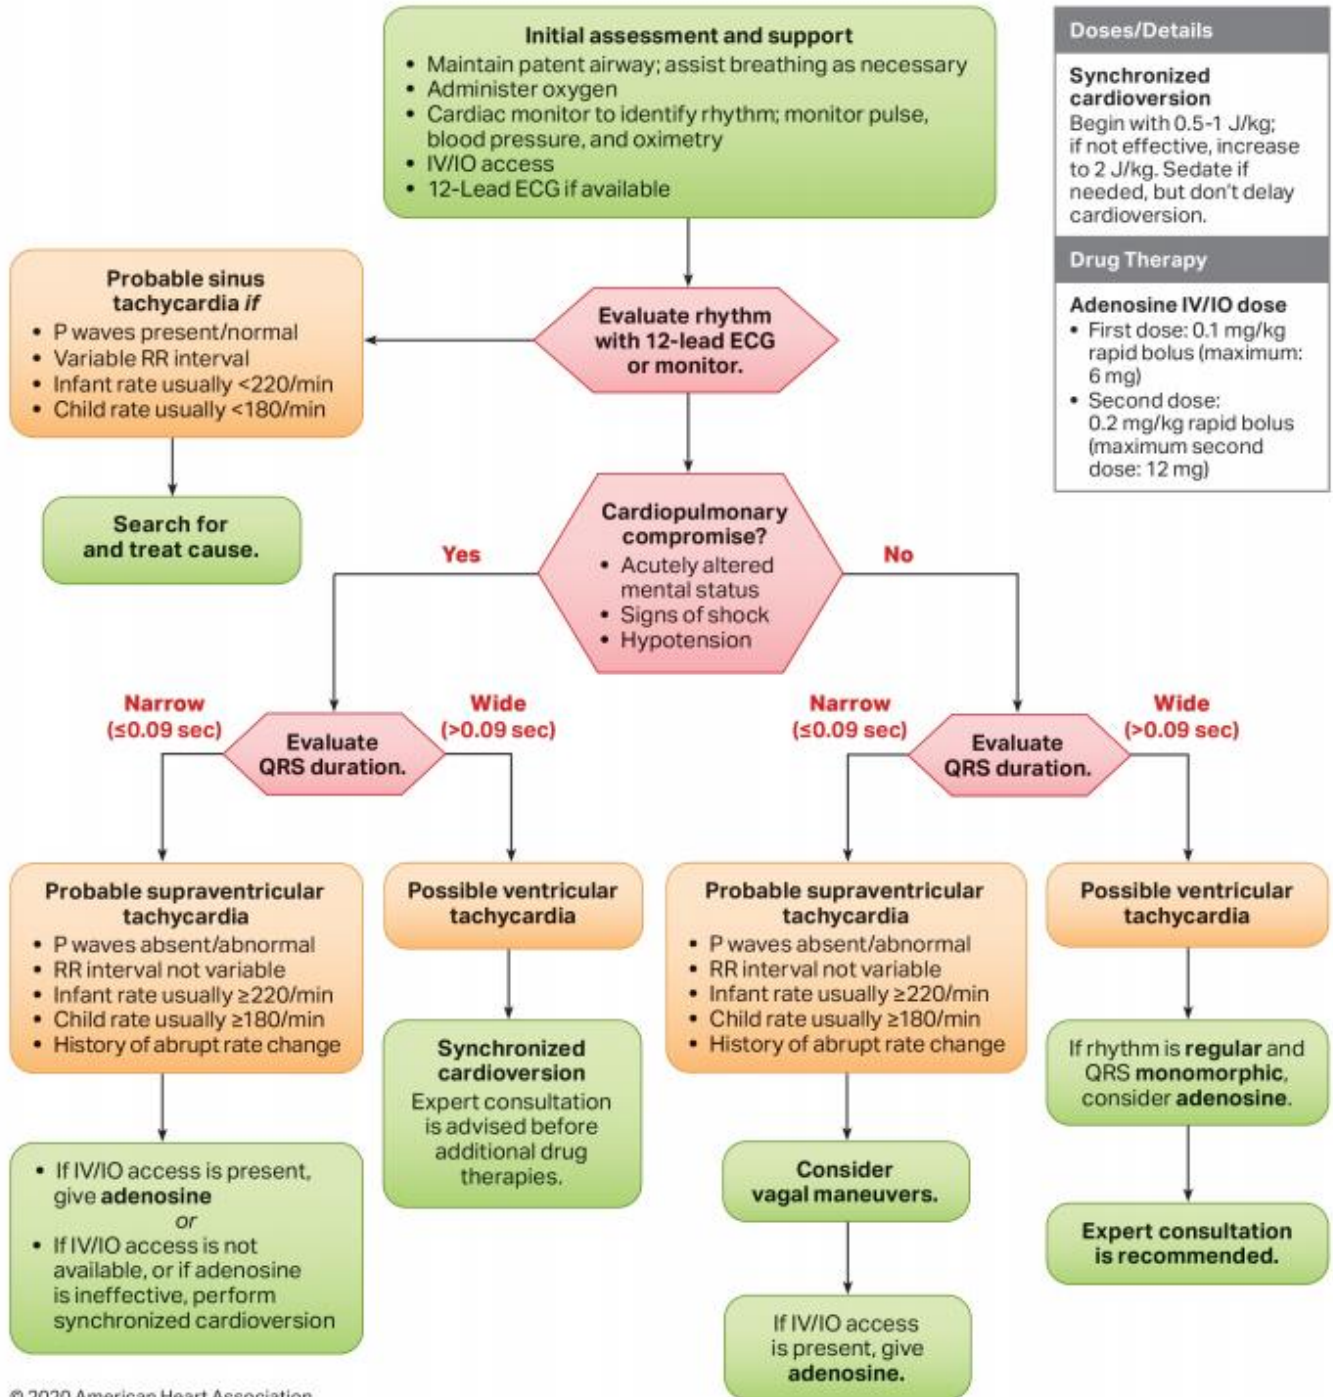 Initial assessment and support
• Maintain patent airway; assist breathing as necessary
• Administer oxygen
• Cardiac monitor to identify rhythm; monitor pulse,
blood pressure, and oximetry
• IV/IO access
• 12-Lead ECG if available
Doses/Details
Synchronized
cardioversion
Begin with 0.5-1 J/kg;
if not effective, increase
to 2 J/kg. Sedate if
needed, but don't delay
cardioversion.
Drug Therapy
Adenosine IV/IO dose
• First dose: 0.1 mg/kg
rapid bolus (maximum:
6 mg)
• Second dose:
0.2 mg/kg rapid bolus
(maximum second
dose: 12 mg)
Probable sinus
tachycardia if
• P waves present/normal
• Variable RR interval
• Infant rate usually <220/min
• Child rate usually <180/min
Evaluate rhythm
with 12-lead ECG
or monitor.
Search for
and treat cause.
Cardiopulmonary
compromise?
• Acutely altered
mental status
• Signs of shock
• Hypotension
Yes
No
Narrow
(≤0.09 sec)
Evaluate
QRS duration.
Wide
(>0.09 sec)
Narrow
(≤0.09 sec)
Evaluate
QRS duration.
Wide
(>0.09 sec)
Probable supraventricular
tachycardia
• P waves absent/abnormal
• RR interval not variable
• Infant rate usually ≥220/min
• Child rate usually ≥180/min
• History of abrupt rate change
Possible ventricular
tachycardia
Probable supraventricular
tachycardia
• P waves absent/abnormal
• RR interval not variable
• Infant rate usually ≥220/min
• Child rate usually ≥180/min
• History of abrupt rate change
Possible ventricular
tachycardia
• If IV/IO access is present,
give adenosine
or
• If IV/IO access is not
available, or if adenosine
is ineffective, perform
synchronized cardioversion
Synchronized
cardioversion
Expert consultation
is advised before
additional drug
therapies.
Consider
vagal maneuvers.
If IV/IO access
is present, give
adenosine.
If rhythm is regular and
QRS monomorphic,
consider adenosine.
Expert consultation
is recommended.
© 2020 American Heart Association